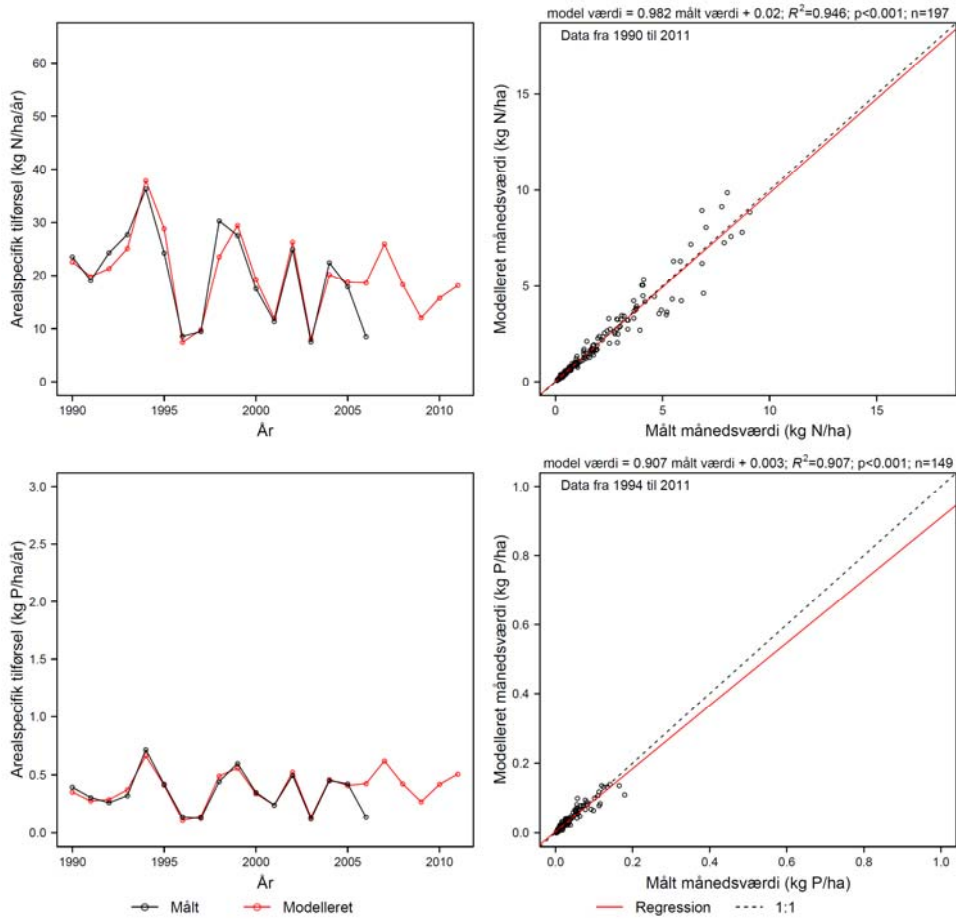 Arealspecifik tilførsel (kg N/ha/år)
60
50
40
30
20
10
0
1990 1995 2000 2005 2010
År
model værdi = 0.982 målt værdi + 0.02; R²=0.946; p<0.001; n=197
Data fra 1990 til 2011
Modelleret månedsværdi (kg N/ha)
15
10
5
0
0 5 10 15
Målt månedsværdi (kg N/ha)
Arealspecifik tilførsel (kg P/ha/år)
3.0
2.5
2.0
1.5
1.0
0.5
0.0
1990 1995 2000 2005 2010
År
model værdi = 0.907 målt værdi + 0.003; R²=0.907; p<0.001; n=149
Data fra 1994 til 2011
Modelleret månedsværdi (kg P/ha)
1.0
0.8
0.6
0.4
0.2
0.0
0.0 0.2 0.4 0.6 0.8 1.0
Målt månedsværdi (kg P/ha)
Målt Modelleret Regression 1:1